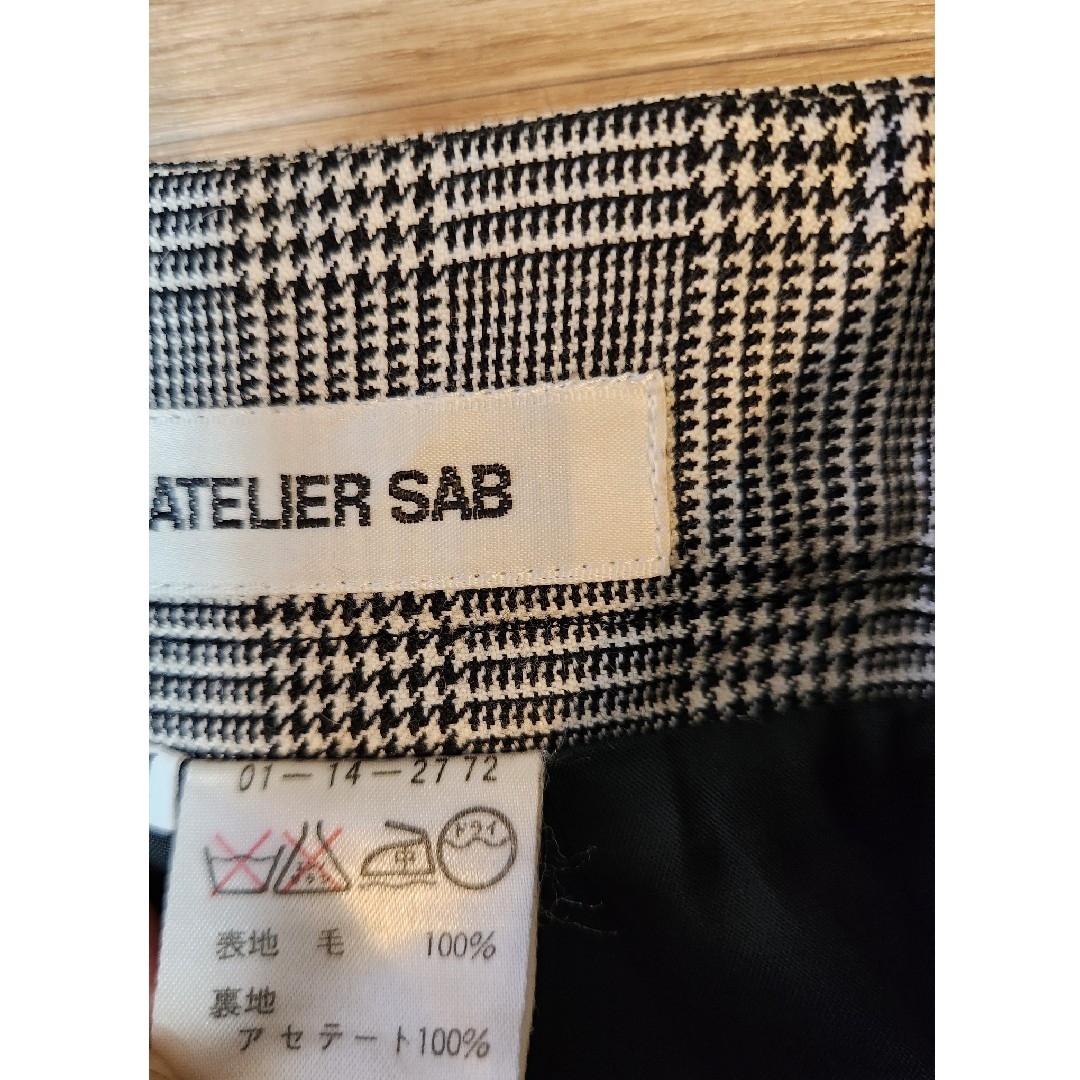 ATELIER SAB
01-14-2772
中 ドライ
表地 毛 100%
裏地
アセテート100%